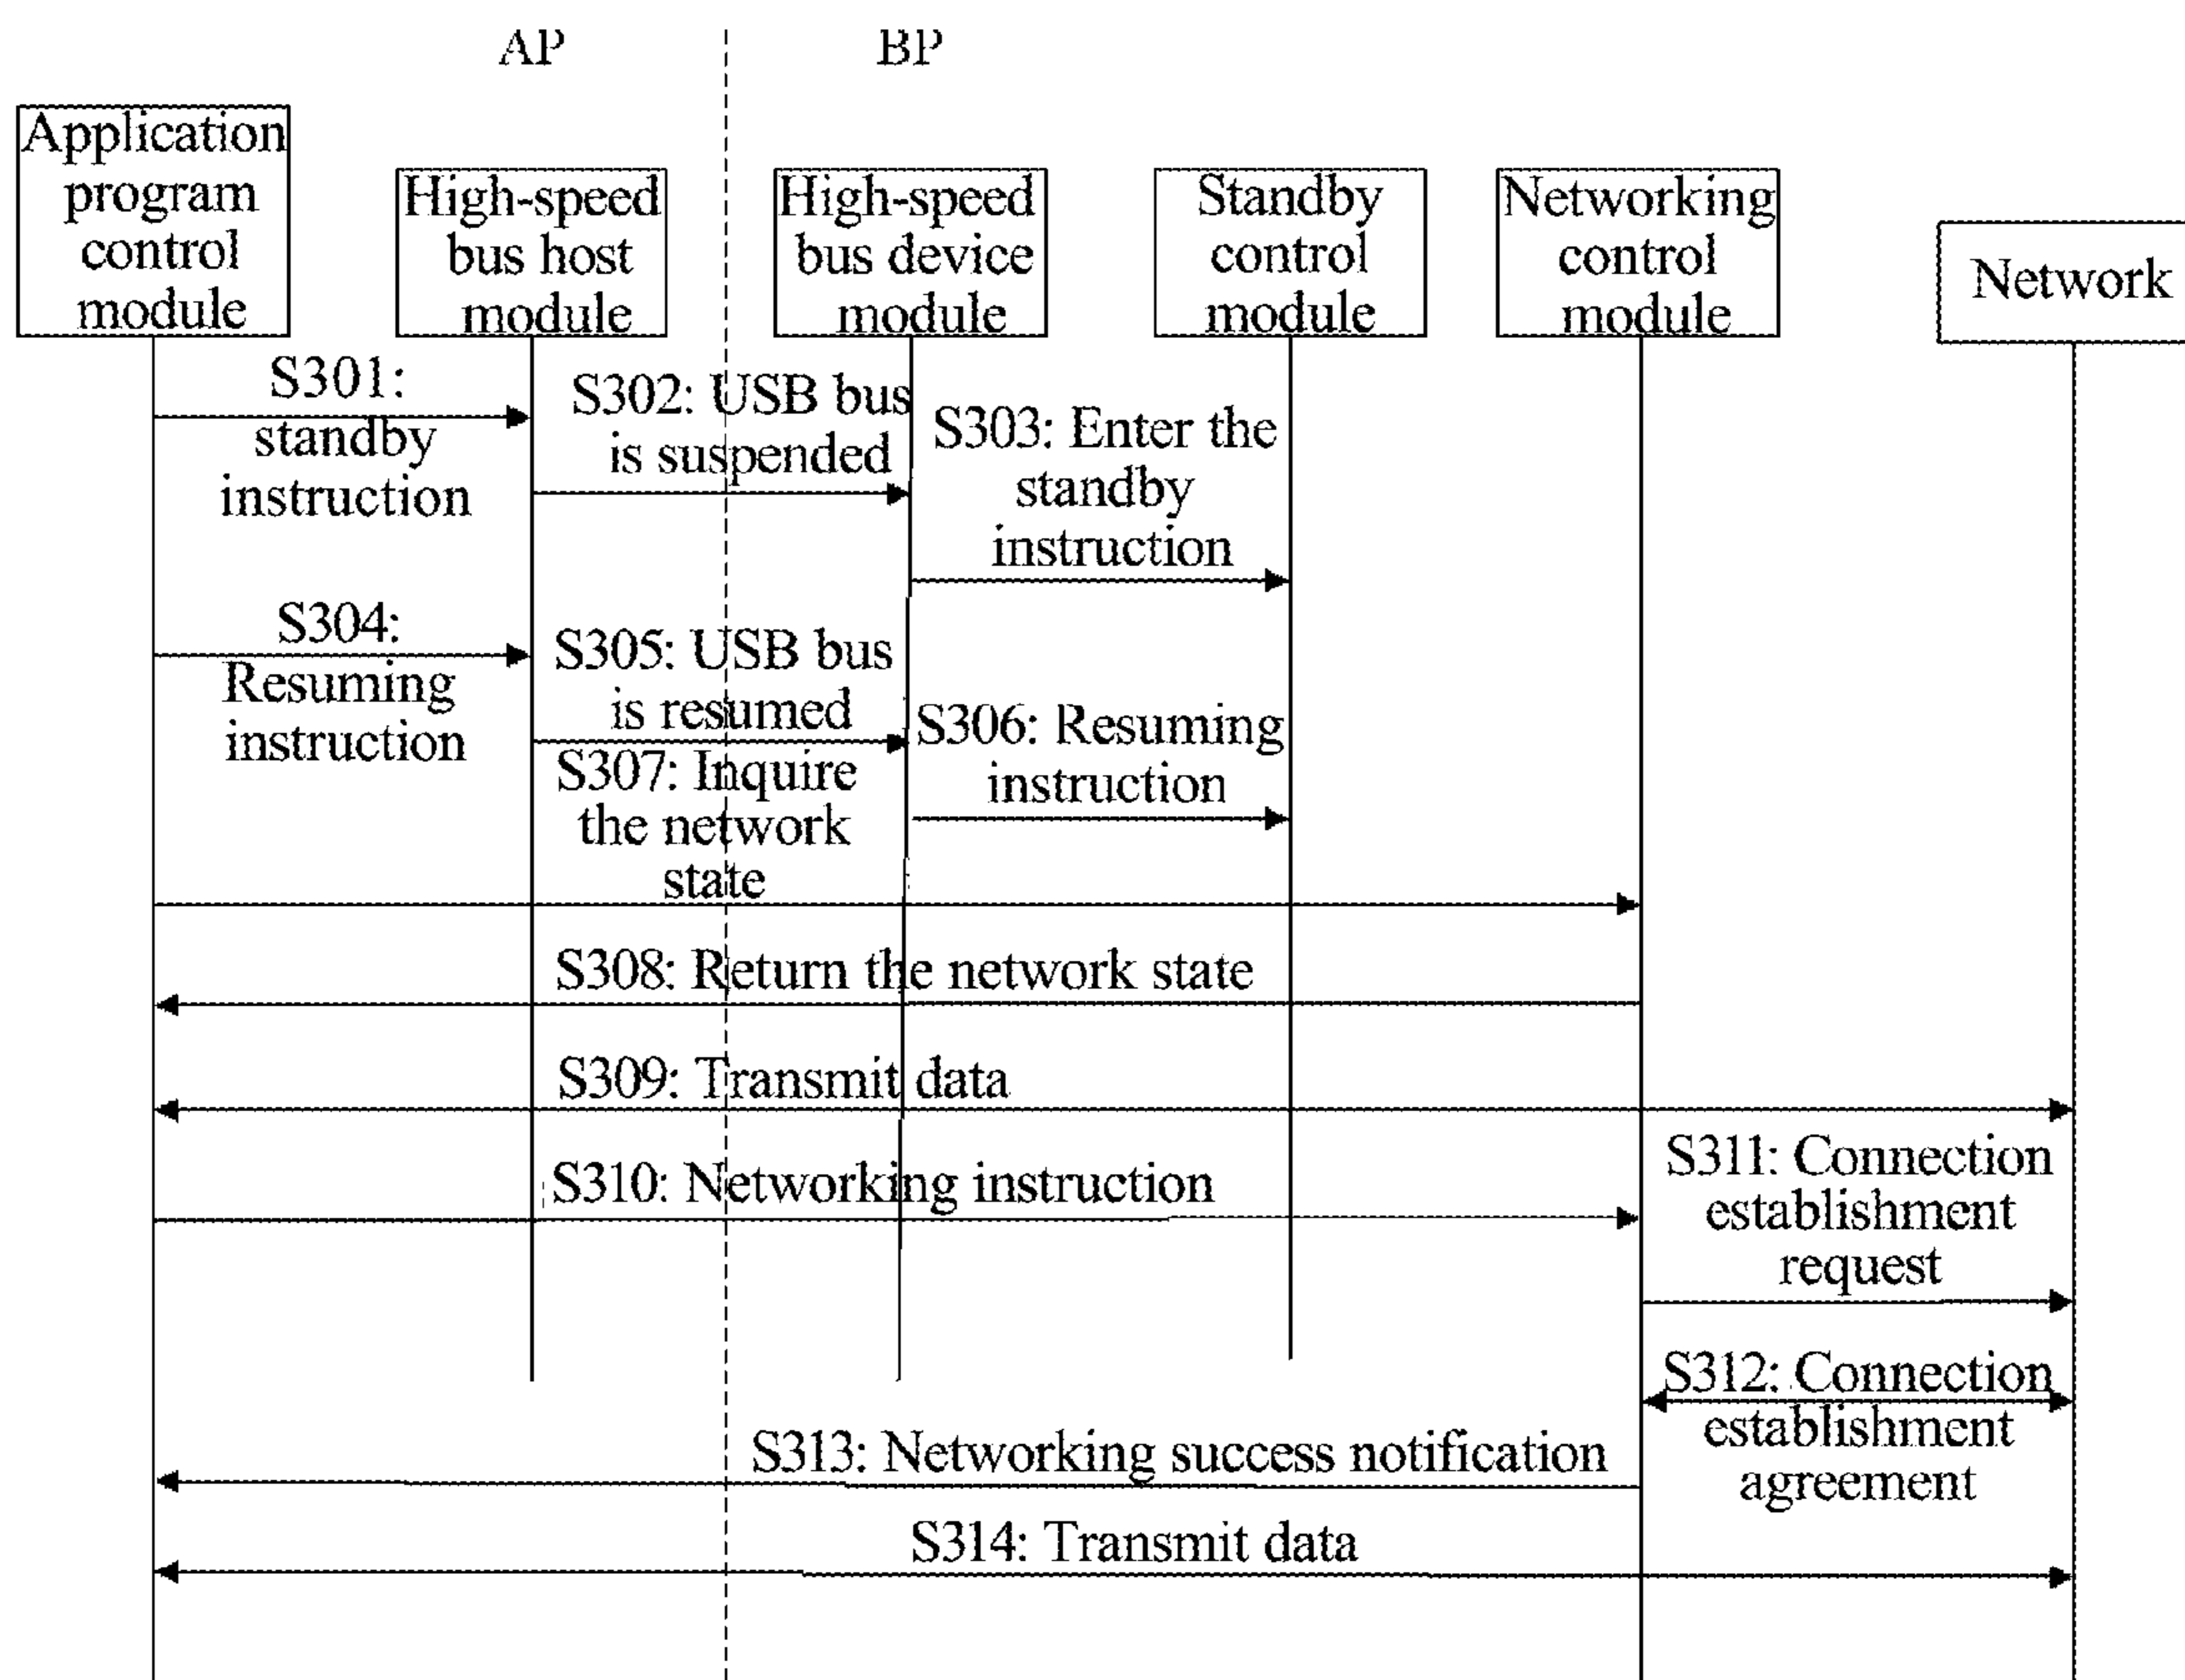 AP
BP
Application
program
control
module
High-speed
bus host
module
High-speed
bus device
module
Standby
control
module
Networking
control
module
Network
S301:
standby
instruction
S302: USB bus
is suspended
S303: Enter the
standby
instruction
S304:
Resuming
instruction
S305: USB bus
is resumed
S306: Resuming
instruction
S307: Inquire
the network
state
S308: Return the network state
S309: Transmit data
S310: Networking instruction
S311: Connection
establishment
request
S312: Connection
establishment
agreement
S313: Networking success notification
S314: Transmit data